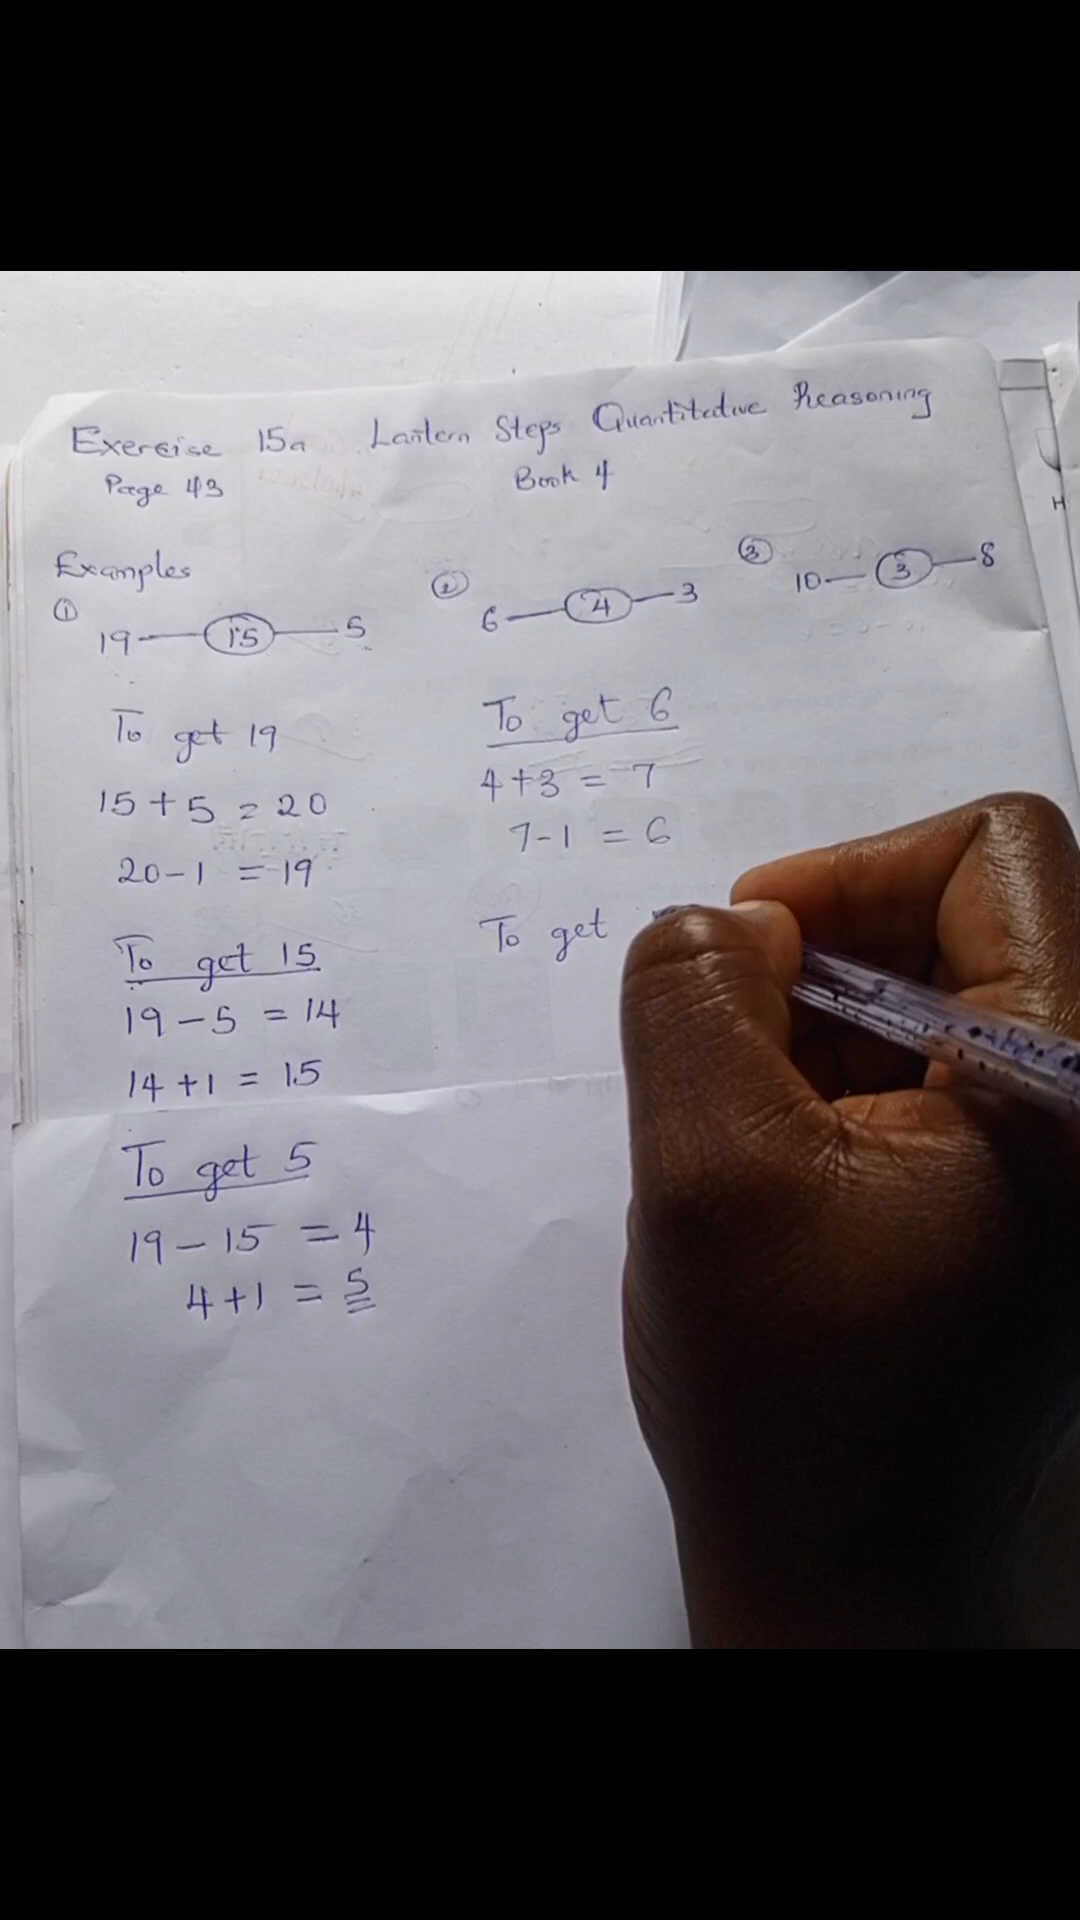 Exercise 15a Lantern Steps Quantitative Reasoning
Page 43 Book 4
Examples
① 19 — 15 — 5
② 6 — 4 — 3
③ 10 — 3 — 8
To get 19
15 + 5 = 20
20 - 1 = 19
To get 15
19 - 5 = 14
14 + 1 = 15
To get 5
19 - 15 = 4
4 + 1 = 5
To get 6
4 + 3 = 7
7 - 1 = 6
To get
H